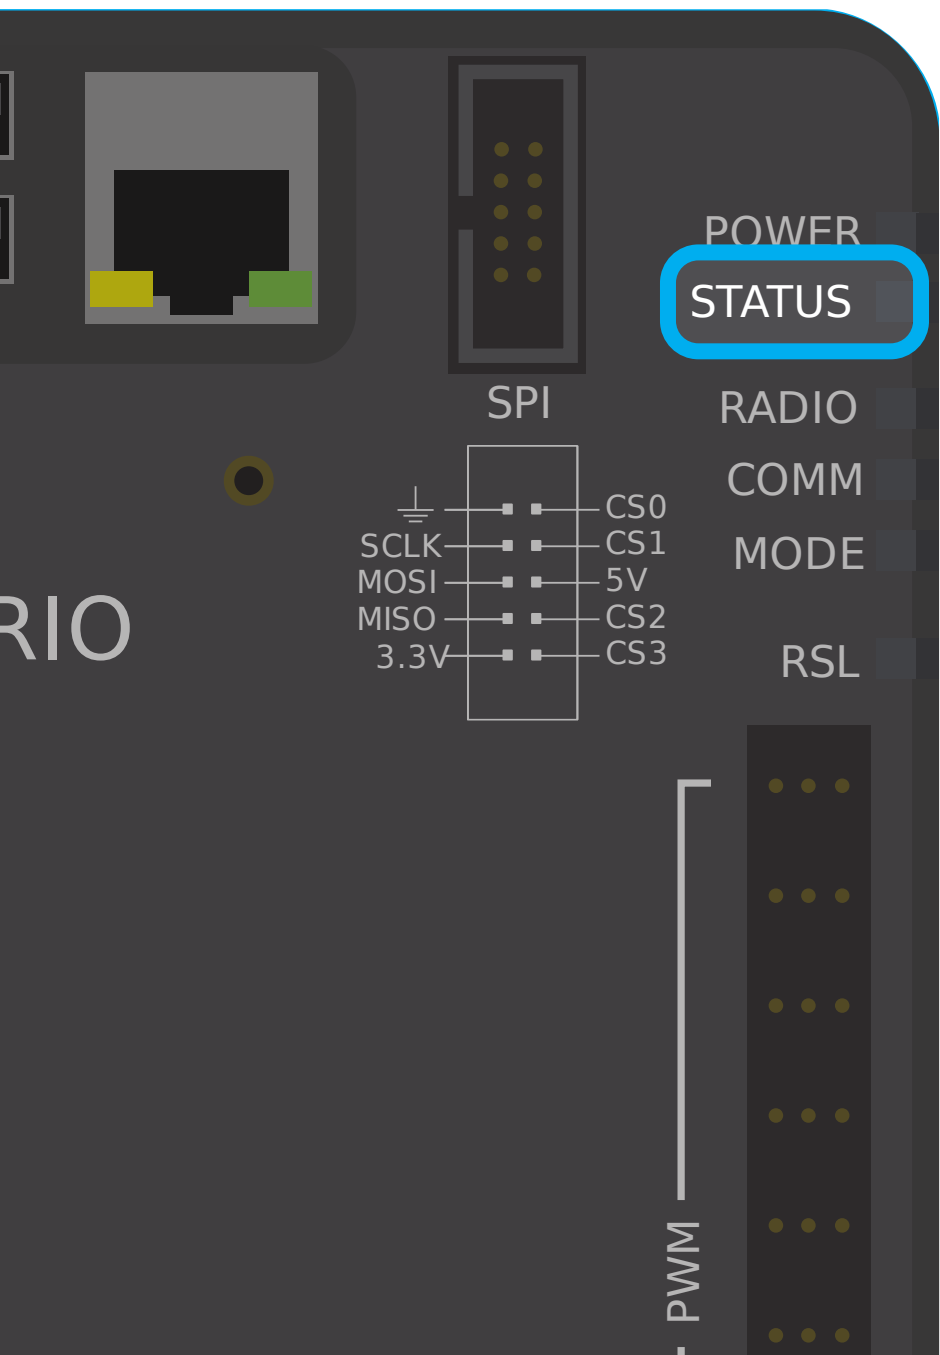 POWER
STATUS
SPI
RADIO
COMM
MODE
RSL
CS0
SCLK
CS1
MOSI
5V
MISO
CS2
3.3V
CS3
RIO
PWM